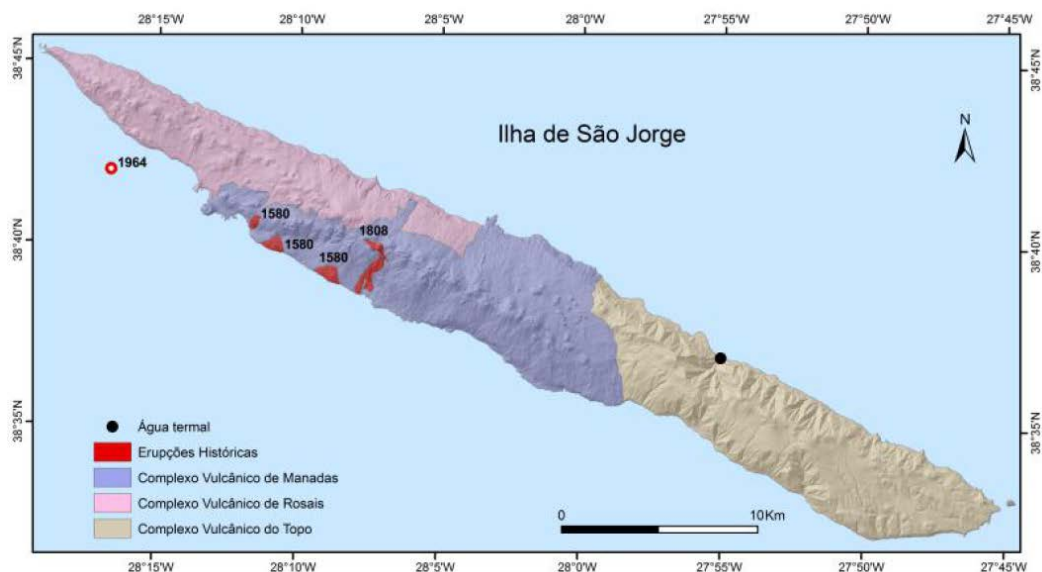 28°15'W 28°10'W 28°5'W 28°0'W 27°55'W 27°50'W 27°45'W
38°45'N
38°45'N
Ilha de São Jorge
N
1964
1580
1580
1580
1808
38°40'N
38°40'N
38°35'N
38°35'N
Água termal
Erupções Históricas
Complexo Vulcânico de Manadas
Complexo Vulcânico de Rosais
Complexo Vulcânico do Topo
0 10Km
28°15'W 28°10'W 28°5'W 28°0'W 27°55'W 27°50'W 27°45'W